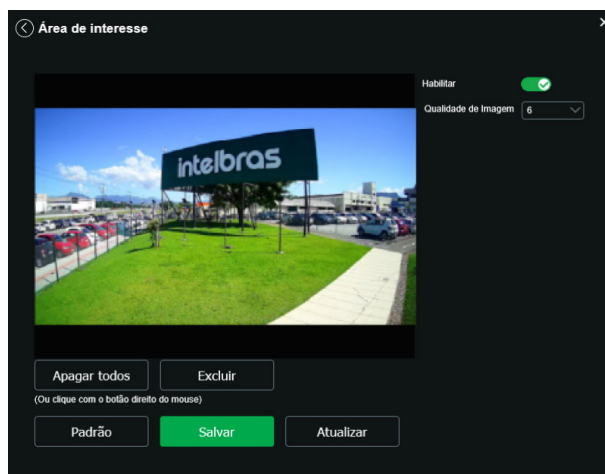 Área de interesse
Habilitar
Qualidade de Imagem 6
intelbras
Apagar todos Excluir
(Ou clique com o botão direito do mouse)
Padrão Salvar Atualizar